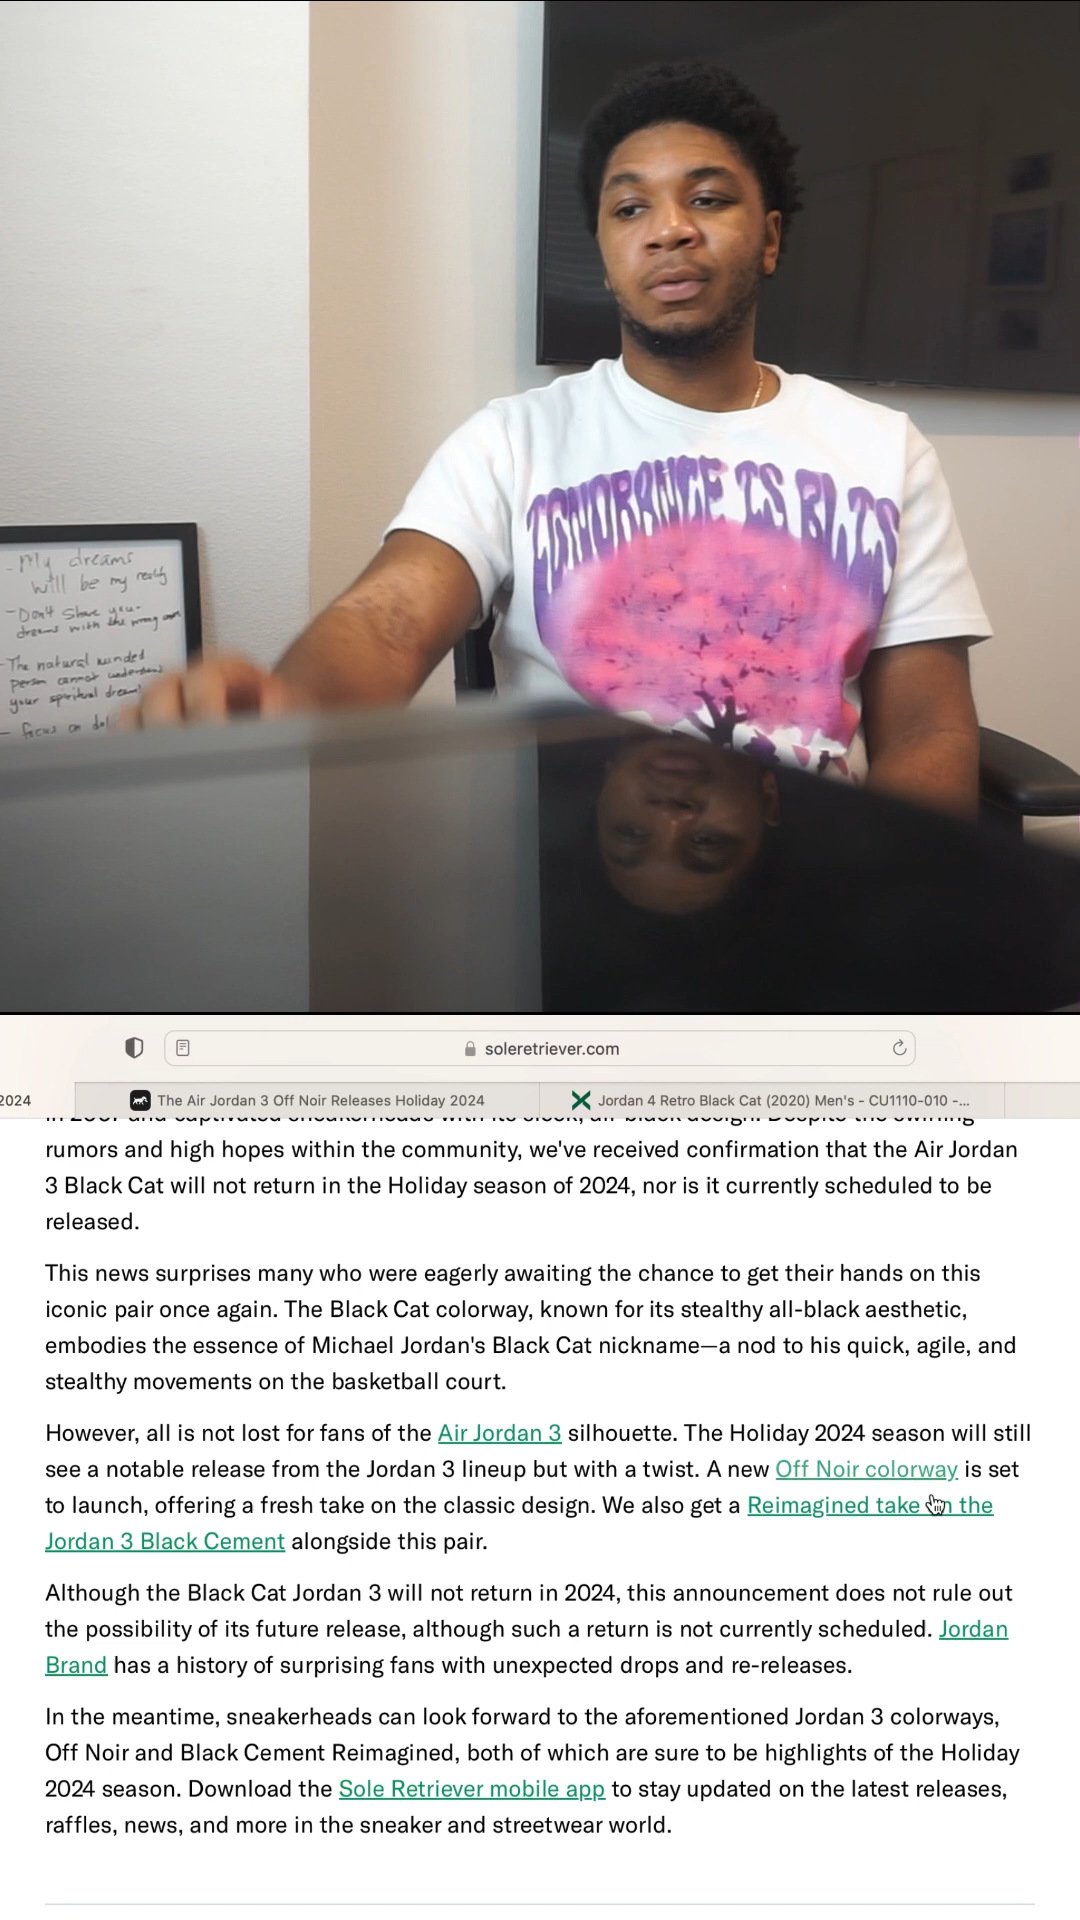 IGNORANCE IS BLIS
- My dreams
will be my
- Don't share your
dreams with the wrong
- The natural minded
person cannot
your spiritual dream
- focus on
soleretriever.com
2024
The Air Jordan 3 Off Noir Releases Holiday 2024
Jordan 4 Retro Black Cat (2020) Men's - CU1110-010 -...
rumors and high hopes within the community, we've received confirmation that the Air Jordan
3 Black Cat will not return in the Holiday season of 2024, nor is it currently scheduled to be
released.
This news surprises many who were eagerly awaiting the chance to get their hands on this
iconic pair once again. The Black Cat colorway, known for its stealthy all-black aesthetic,
embodies the essence of Michael Jordan's Black Cat nickname—a nod to his quick, agile, and
stealthy movements on the basketball court.
However, all is not lost for fans of the Air Jordan 3 silhouette. The Holiday 2024 season will still
see a notable release from the Jordan 3 lineup but with a twist. A new Off Noir colorway is set
to launch, offering a fresh take on the classic design. We also get a Reimagined take on the
Jordan 3 Black Cement alongside this pair.
Although the Black Cat Jordan 3 will not return in 2024, this announcement does not rule out
the possibility of its future release, although such a return is not currently scheduled. Jordan
Brand has a history of surprising fans with unexpected drops and re-releases.
In the meantime, sneakerheads can look forward to the aforementioned Jordan 3 colorways,
Off Noir and Black Cement Reimagined, both of which are sure to be highlights of the Holiday
2024 season. Download the Sole Retriever mobile app to stay updated on the latest releases,
raffles, news, and more in the sneaker and streetwear world.